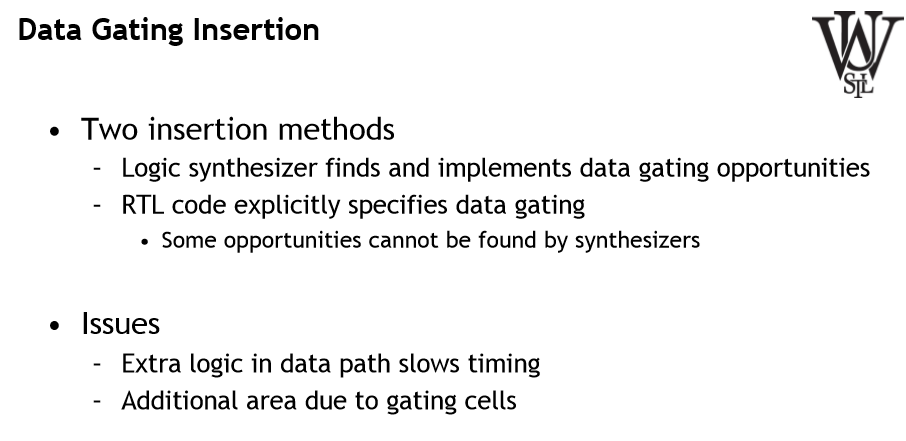 Data Gating Insertion
WU
StL
• Two insertion methods
– Logic synthesizer finds and implements data gating opportunities
– RTL code explicitly specifies data gating
• Some opportunities cannot be found by synthesizers
• Issues
– Extra logic in data path slows timing
– Additional area due to gating cells